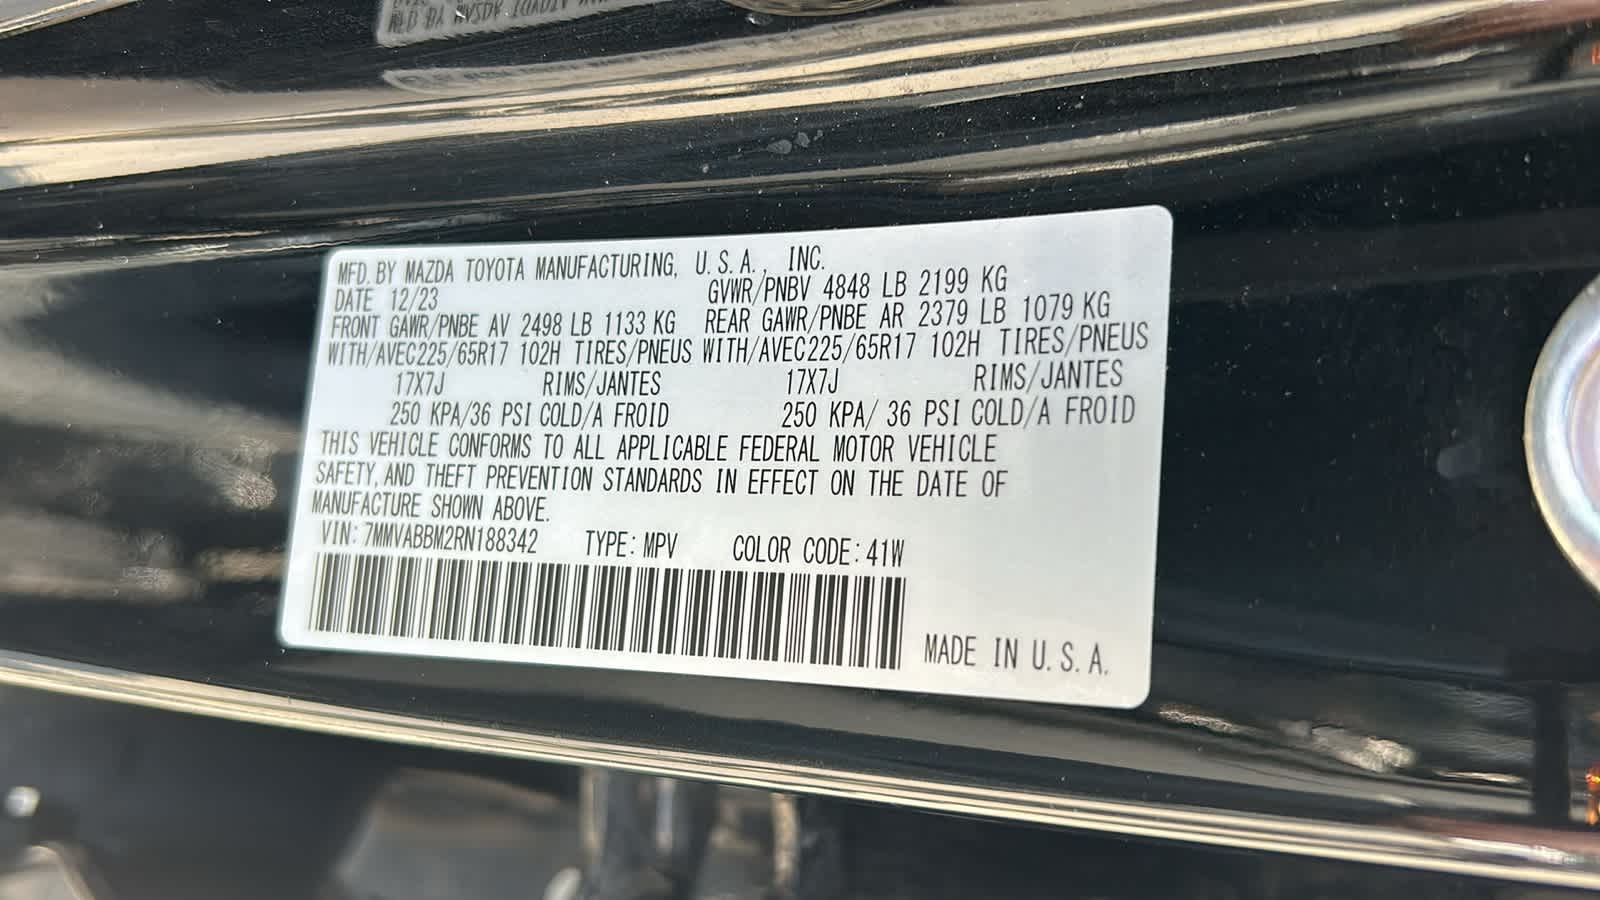 MFD. BY MAZDA TOYOTA MANUFACTURING, U.S.A., INC.
DATE 12/23 GVWR/PNBV 4848 LB 2199 KG
FRONT GAWR/PNBE AV 2498 LB 1133 KG REAR GAWR/PNBE AR 2379 LB 1079 KG
WITH/AVEC225/65R17 102H TIRES/PNEUS WITH/AVEC225/65R17 102H TIRES/PNEUS
17X7J RIMS/JANTES 17X7J RIMS/JANTES
250 KPA/36 PSI COLD/A FROID 250 KPA/ 36 PSI COLD/A FROID
THIS VEHICLE CONFORMS TO ALL APPLICABLE FEDERAL MOTOR VEHICLE
SAFETY, AND THEFT PREVENTION STANDARDS IN EFFECT ON THE DATE OF
MANUFACTURE SHOWN ABOVE.
VIN: 7MMVABBM2RN188342 TYPE: MPV COLOR CODE: 41W
MADE IN U.S.A.